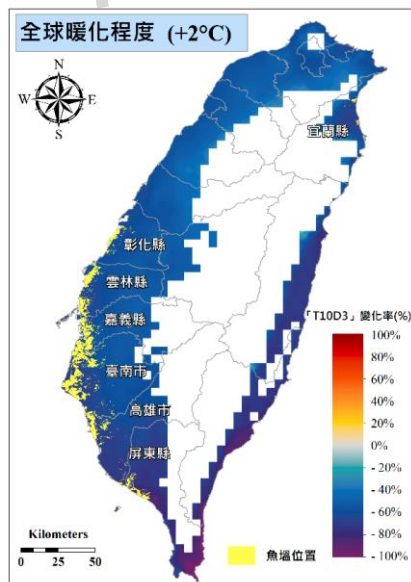 全球暖化程度 (+2°C)
N
W
E
S
宜蘭縣
彰化縣
雲林縣
嘉義縣
臺南市
高雄市
屏東縣
「T10D3」變化率(%)
100%
80%
60%
40%
20%
0%
- 20%
- 40%
- 60%
- 80%
- 100%
Kilometers
0 25 50
魚塭位置